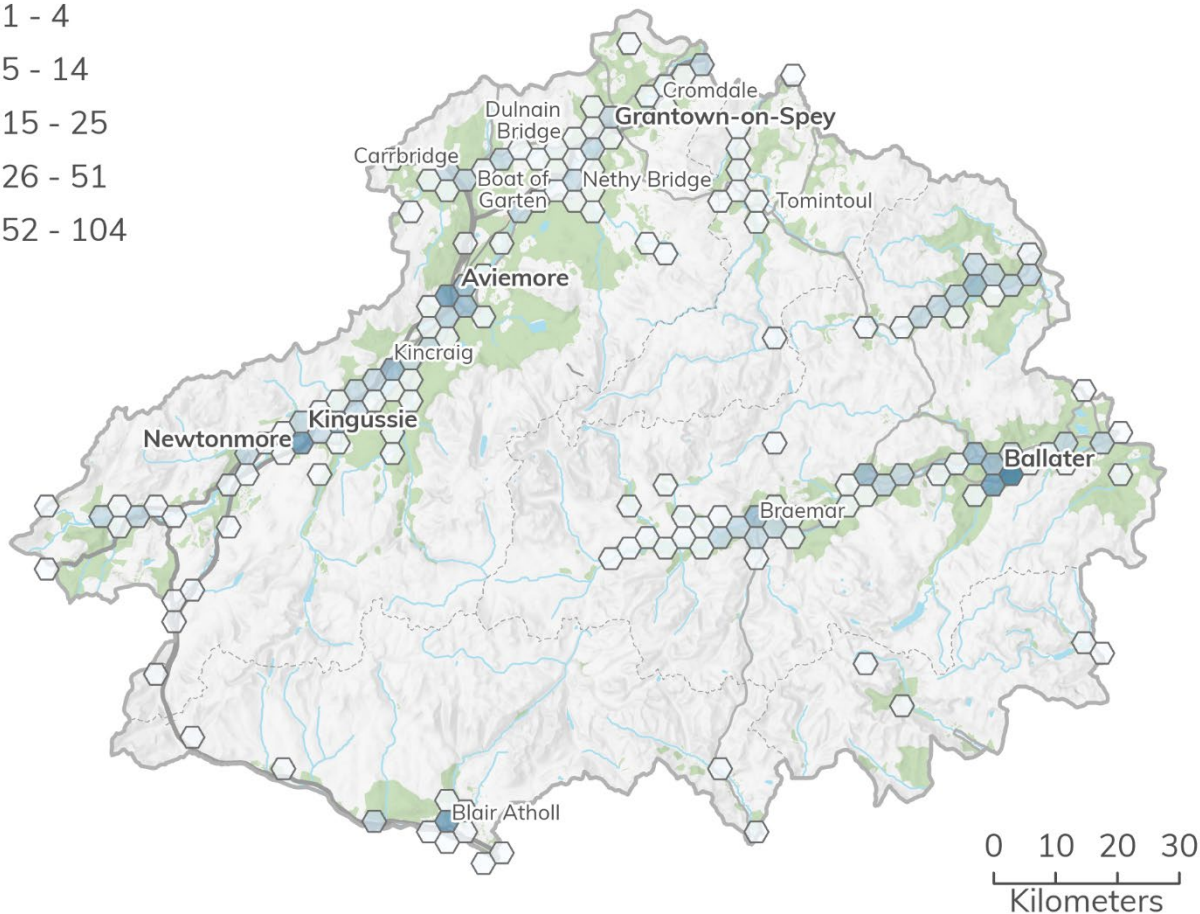 1 - 4
5 - 14
15 - 25
26 - 51
52 - 104
Cromdale
Dulnain
Bridge
Grantown-on-Spey
Carrbridge
Boat of
Garten
Nethy Bridge
Tomintoul
Aviemore
Kincraig
Kingussie
Newtonmore
Ballater
Braemar
Blair Atholl
0 10 20 30
Kilometers